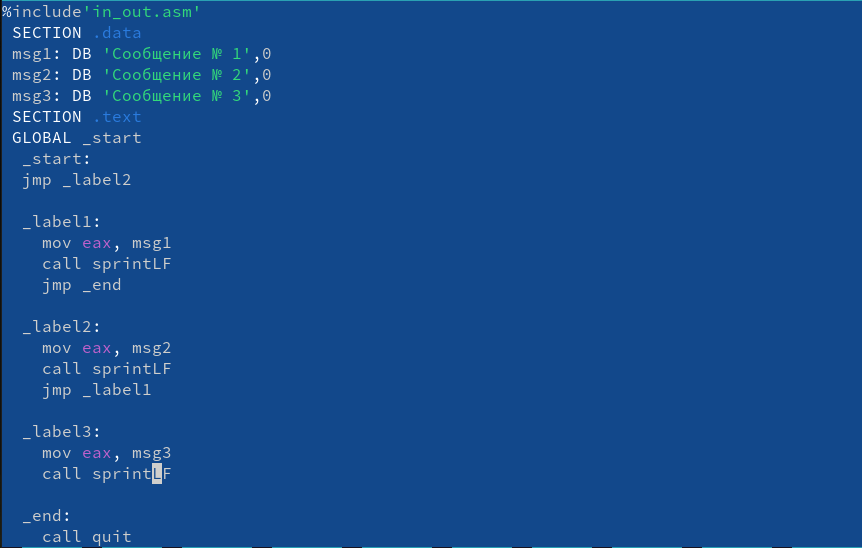 %include'in_out.asm'
SECTION .data
msg1: DB 'Сообщение № 1',0
msg2: DB 'Сообщение № 2',0
msg3: DB 'Сообщение № 3',0
SECTION .text
GLOBAL _start
_start:
jmp _label2
_label1:
mov eax, msg1
call sprintLF
jmp _end
_label2:
mov eax, msg2
call sprintLF
jmp _label1
_label3:
mov eax, msg3
call sprintLF
_end:
call quit